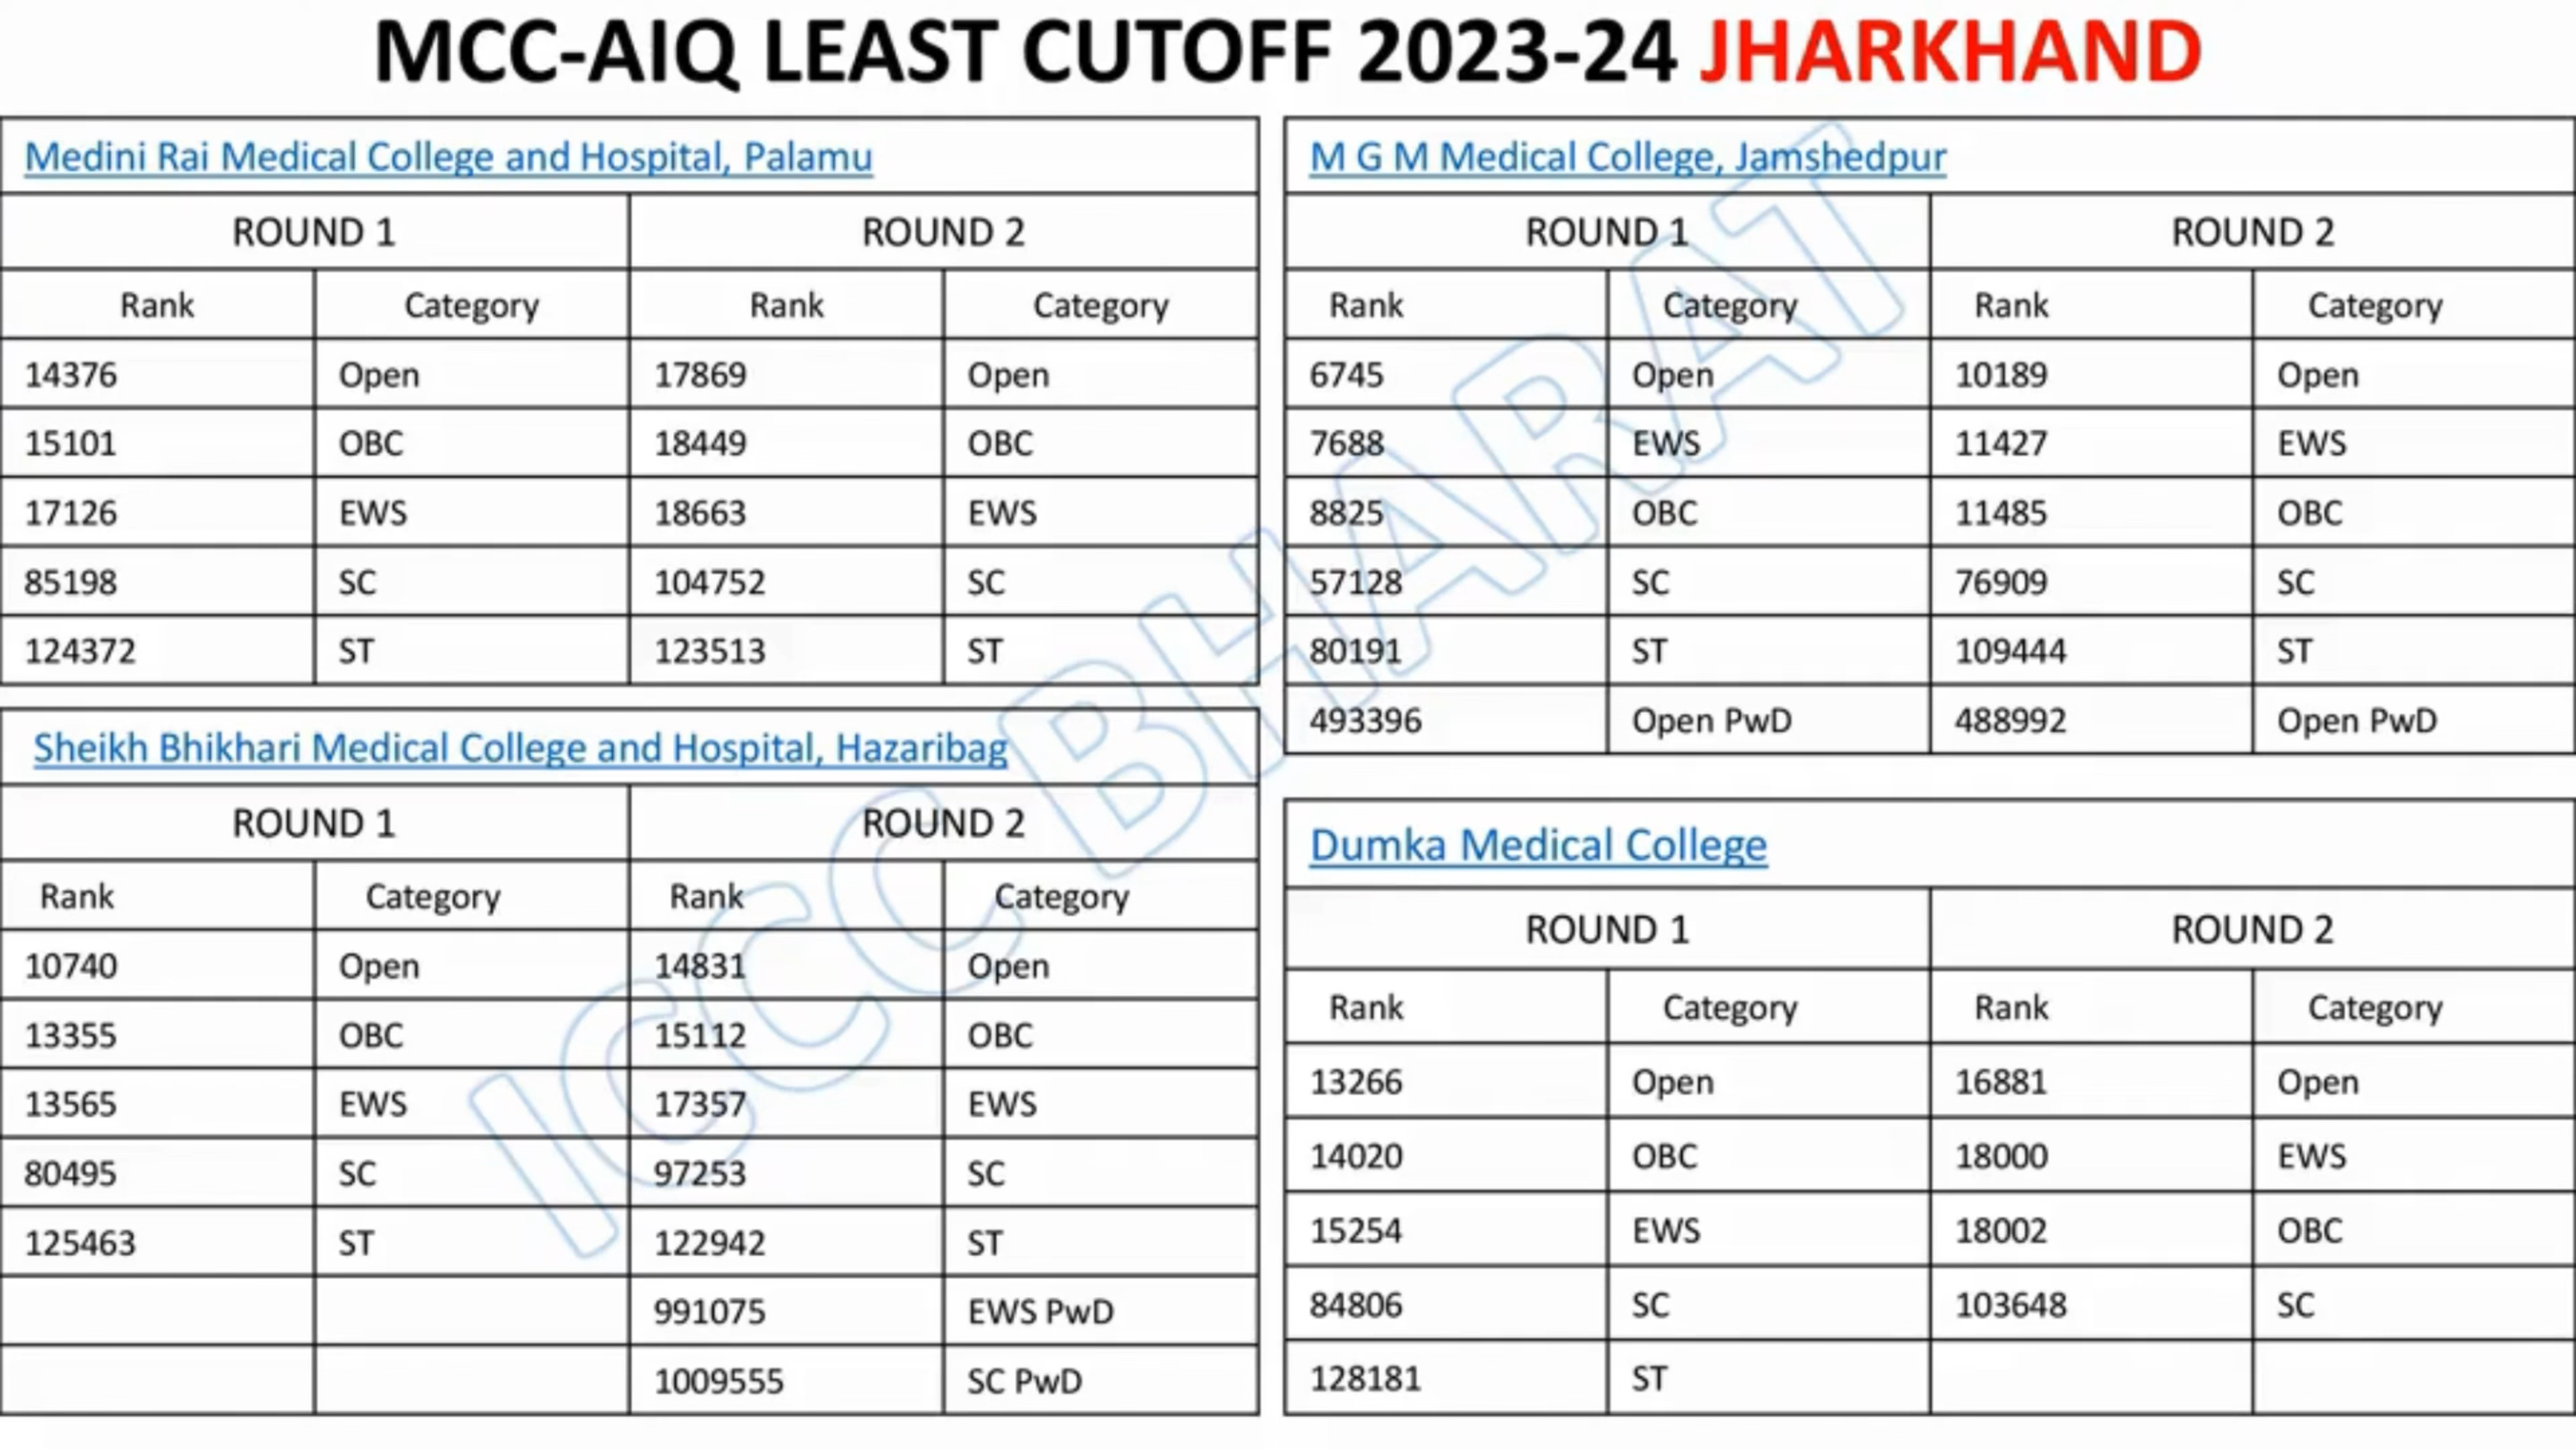 MCC-AIQ LEAST CUTOFF 2023-24 JHARKHAND
Medini Rai Medical College and Hospital, Palamu
ROUND 1 ROUND 2
Rank Category Rank Category
14376 Open 17869 Open
15101 OBC 18449 OBC
17126 EWS 18663 EWS
85198 SC 104752 SC
124372 ST 123513 ST
Sheikh Bhikhari Medical College and Hospital, Hazaribag
ROUND 1 ROUND 2
Rank Category Rank Category
10740 Open 14831 Open
13355 OBC 15112 OBC
13565 EWS 17357 EWS
80495 SC 97253 SC
125463 ST 122942 ST
991075 EWS PwD
1009555 SC PwD
M G M Medical College, Jamshedpur
ROUND 1 ROUND 2
Rank Category Rank Category
6745 Open 10189 Open
7688 EWS 11427 EWS
8825 OBC 11485 OBC
57128 SC 76909 SC
80191 ST 109444 ST
493396 Open PwD 488992 Open PwD
Dumka Medical College
ROUND 1 ROUND 2
Rank Category Rank Category
13266 Open 16881 Open
14020 OBC 18000 EWS
15254 EWS 18002 OBC
84806 SC 103648 SC
128181 ST
ICCC BHARAT